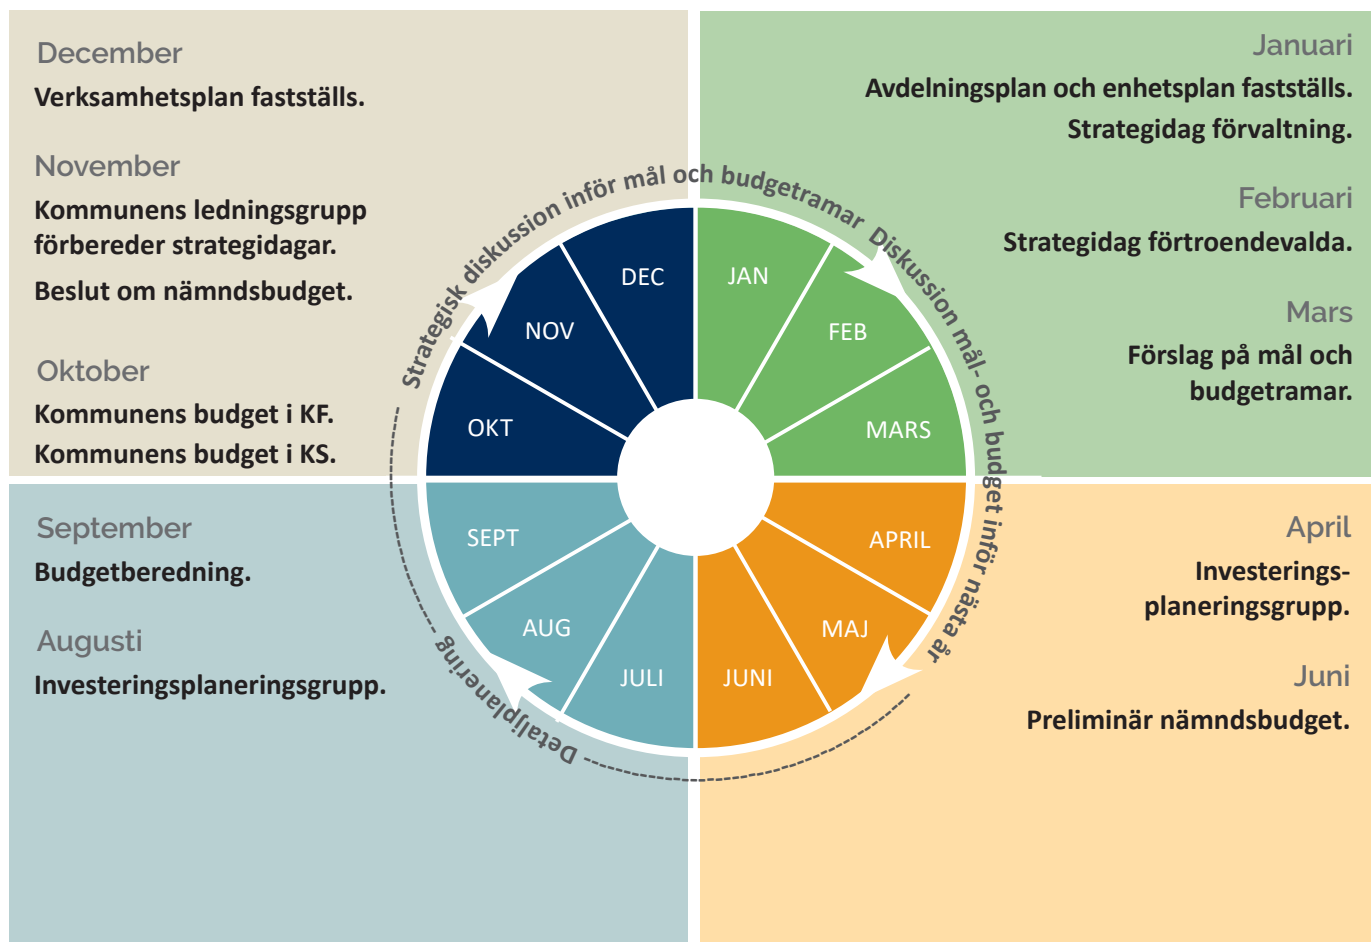 December
Verksamhetsplan fastställs.
November
Kommunens ledningsgrupp
förbereder strategidagar.
Beslut om nämndsbudget.
Oktober
Kommunens budget i KF.
Kommunens budget i KS.
September
Budgetberedning.
Augusti
Investeringsplaneringsgrupp.
Januari
Avdelningsplan och enhetsplan fastställs.
Strategidag förvaltning.
Februari
Strategidag förtroendevalda.
Mars
Förslag på mål och
budgetramar.
April
Investerings-
planeringsgrupp.
Juni
Preliminär nämndsbudget.
Strategisk diskussion inför mål och budgetramar
Diskussion mål- och budget inför nästa år
Detaljplanering
JAN
FEB
MARS
APRIL
MAJ
JUNI
JULI
AUG
SEPT
OKT
NOV
DEC